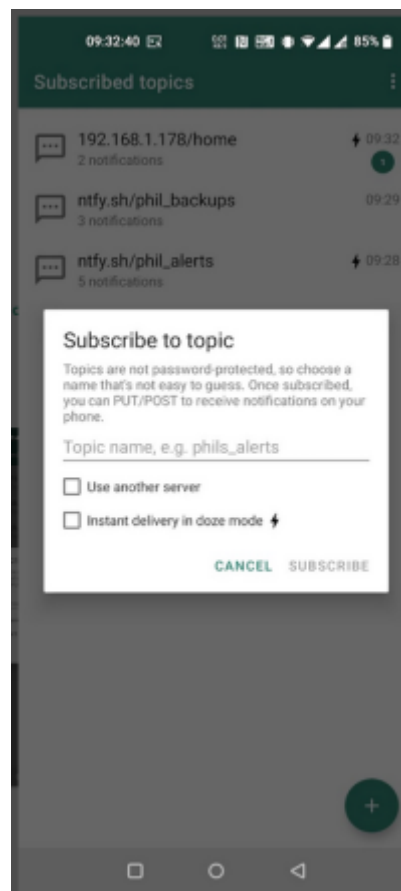 09:32:40
85%
Subscribed topics
192.168.1.178/home
09:32
2 notifications
1
ntfy.sh/phil_backups
09:29
3 notifications
ntfy.sh/phil_alerts
09:28
5 notifications
Subscribe to topic
Topics are not password-protected, so choose a
name that's not easy to guess. Once subscribed,
you can PUT/POST to receive notifications on your
phone.
Topic name, e.g. phils_alerts
Use another server
Instant delivery in doze mode
CANCEL SUBSCRIBE